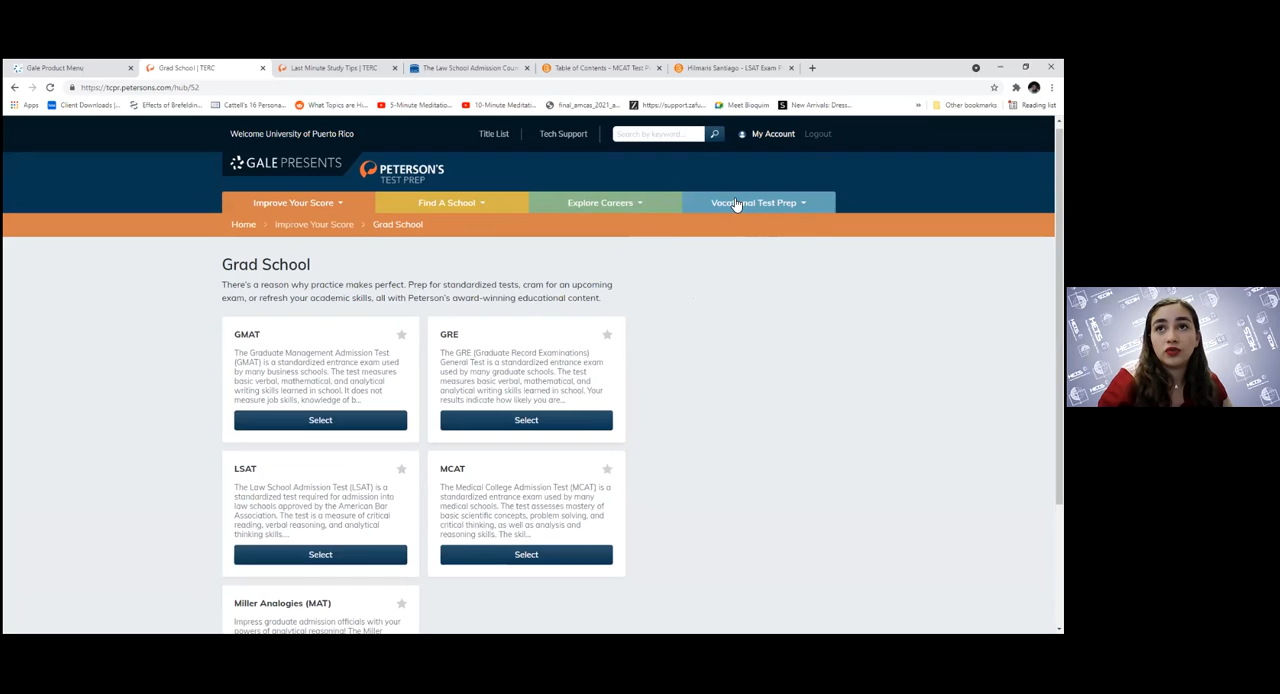 Gale Product Menu
Grad School | TERC
Last Minute Study Tips | TERC
The Law School Admission Coun
Table of Contents - MCAT Test P
Hilmaris Santiago - LSAT Exam P
https://tcpr.petersons.com/hub/52
Apps
Client Downloads |...
Effects of Brefeldin...
Cattell's 16 Persona...
What Topics are Hi...
5-Minute Meditatio...
10-Minute Meditati...
final_amcas_2021_a...
https://support.zafu...
Meet Bioquim
New Arrivals: Dress...
»
Other bookmarks
Reading list
Welcome University of Puerto Rico
Title List
Tech Support
Search by keyword...
My Account
Logout
GALE PRESENTS
PETERSON'S
TEST PREP
Improve Your Score
Find A School
Explore Careers
Vocational Test Prep
Home > Improve Your Score > Grad School
Grad School
There's a reason why practice makes perfect. Prep for standardized tests, cram for an upcoming
exam, or refresh your academic skills, all with Peterson's award-winning educational content.
GMAT
The Graduate Management Admission Test
(GMAT) is a standardized entrance exam used
by many business schools. The test measures
basic verbal, mathematical, and analytical
writing skills learned in school. It does not
measure job skills, knowledge of b...
Select
GRE
The GRE (Graduate Record Examinations)
General Test is a standardized entrance exam
used by many graduate schools. The test
measures basic verbal, mathematical, and
analytical writing skills learned in school. Your
results indicate how likely you are...
Select
LSAT
The Law School Admission Test (LSAT) is a
standardized test required for admission into
law schools approved by the American Bar
Association. The test is a measure of critical
reading, verbal reasoning, and analytical
thinking skills....
Select
MCAT
The Medical College Admission Test (MCAT) is a
standardized entrance exam used by many
medical schools. The test assesses mastery of
basic scientific concepts, problem solving, and
critical thinking, as well as analysis and
reasoning skills. The skil...
Select
Miller Analogies (MAT)
Impress graduate admission officials with your
powers of analytical reasoning! The Miller